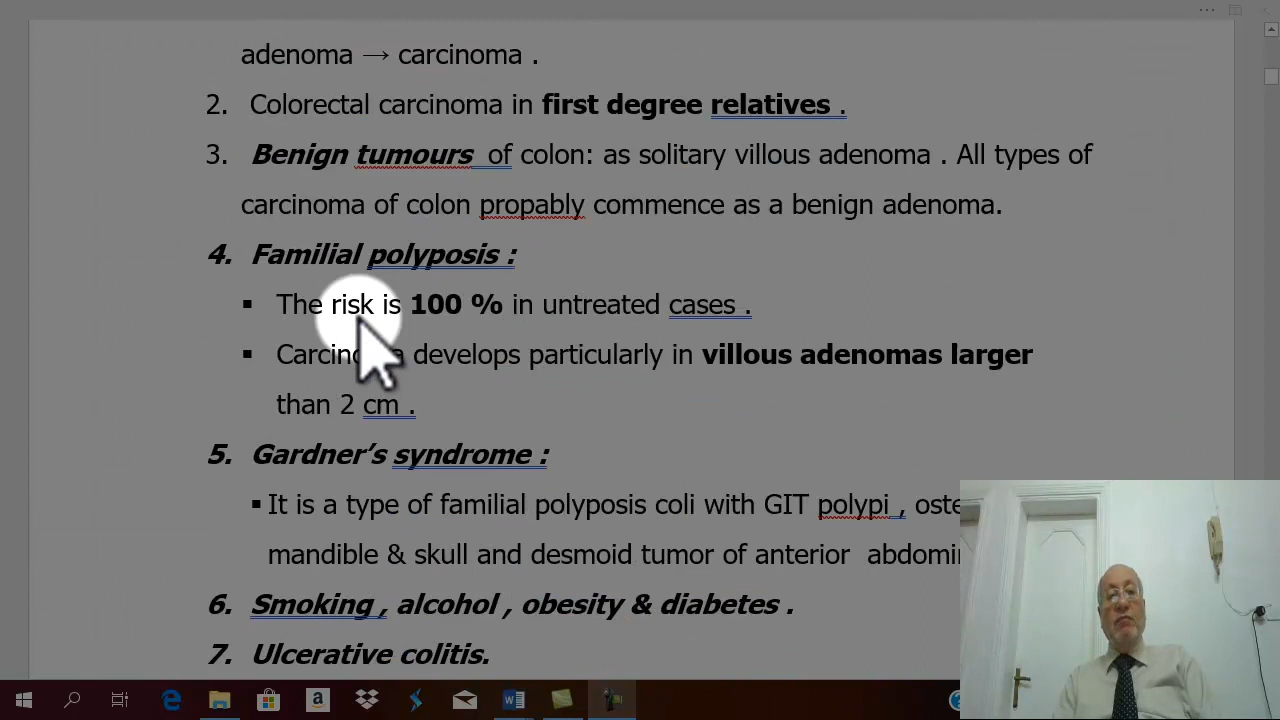 adenoma → carcinoma .
2. Colorectal carcinoma in first degree relatives .
3. Benign tumours of colon: as solitary villous adenoma . All types of
carcinoma of colon propably commence as a benign adenoma.
4. Familial polyposis :
▪ The risk is 100 % in untreated cases .
▪ develops particularly in villous adenomas larger
than 2 cm .
5. Gardner’s syndrome :
▪ It is a type of familial polyposis coli with GIT polypi ,
mandible & skull and desmoid tumor of anterior
6. Smoking , alcohol , obesity & diabetes .
7. Ulcerative colitis.